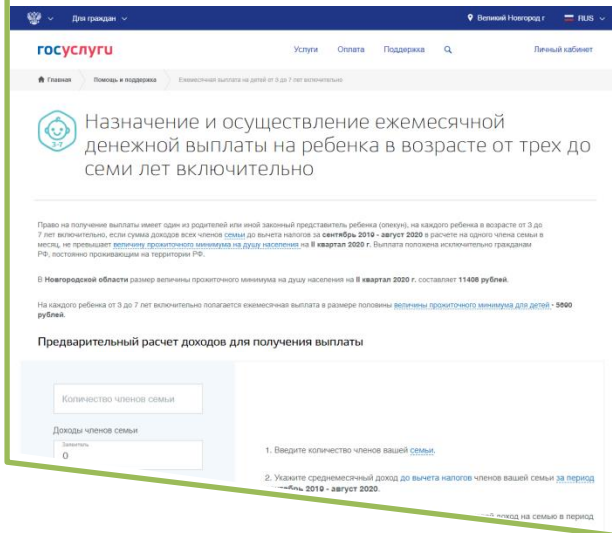 Для граждан
Великий Новгород г RUS
госуслуги Услуги Оплата Поддержка Личный кабинет
Главная Помощь и поддержка Ежемесячная выплата на детей от 3 до 7 лет включительно
Назначение и осуществление ежемесячной
3-7
денежной выплаты на ребенка в возрасте от трех до
семи лет включительно
Право на получение выплаты имеет один из родителей или иной законный представитель ребенка (опекун), на каждого ребенка в возрасте от 3 до
7 лет включительно, если сумма доходов всех членов семьи до вычета налогов за сентябрь 2019 - август 2020 в расчете на одного члена семьи в
месяц, не превышает величину прожиточного минимума на душу населения на II квартал 2020 г. Выплата положена исключительно гражданам
РФ, постоянно проживающим на территории РФ.
В Новгородской области размер величины прожиточного минимума на душу населения на II квартал 2020 г. составляет 11408 рублей.
На каждого ребенка от 3 до 7 лет включительно полагается ежемесячная выплата в размере половины величины прожиточного минимума для детей - 5690
рублей.
Предварительный расчет доходов для получения выплаты
Количество членов семьи
Доходы членов семьи
Заявитель
0
1. Введите количество членов вашей семьи.
2. Укажите среднемесячный доход до вычета налогов членов вашей семьи за период
2019 - август 2020.
доход на семью в период